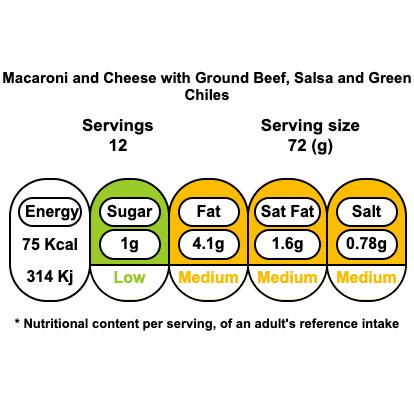 Macaroni and Cheese with Ground Beef, Salsa and Green
Chiles
Servings Serving size
12 72 (g)
Energy Sugar Fat Sat Fat Salt
75 Kcal 1g 4.1g 1.6g 0.78g
314 Kj Low Medium Medium Medium
* Nutritional content per serving, of an adult's reference intake